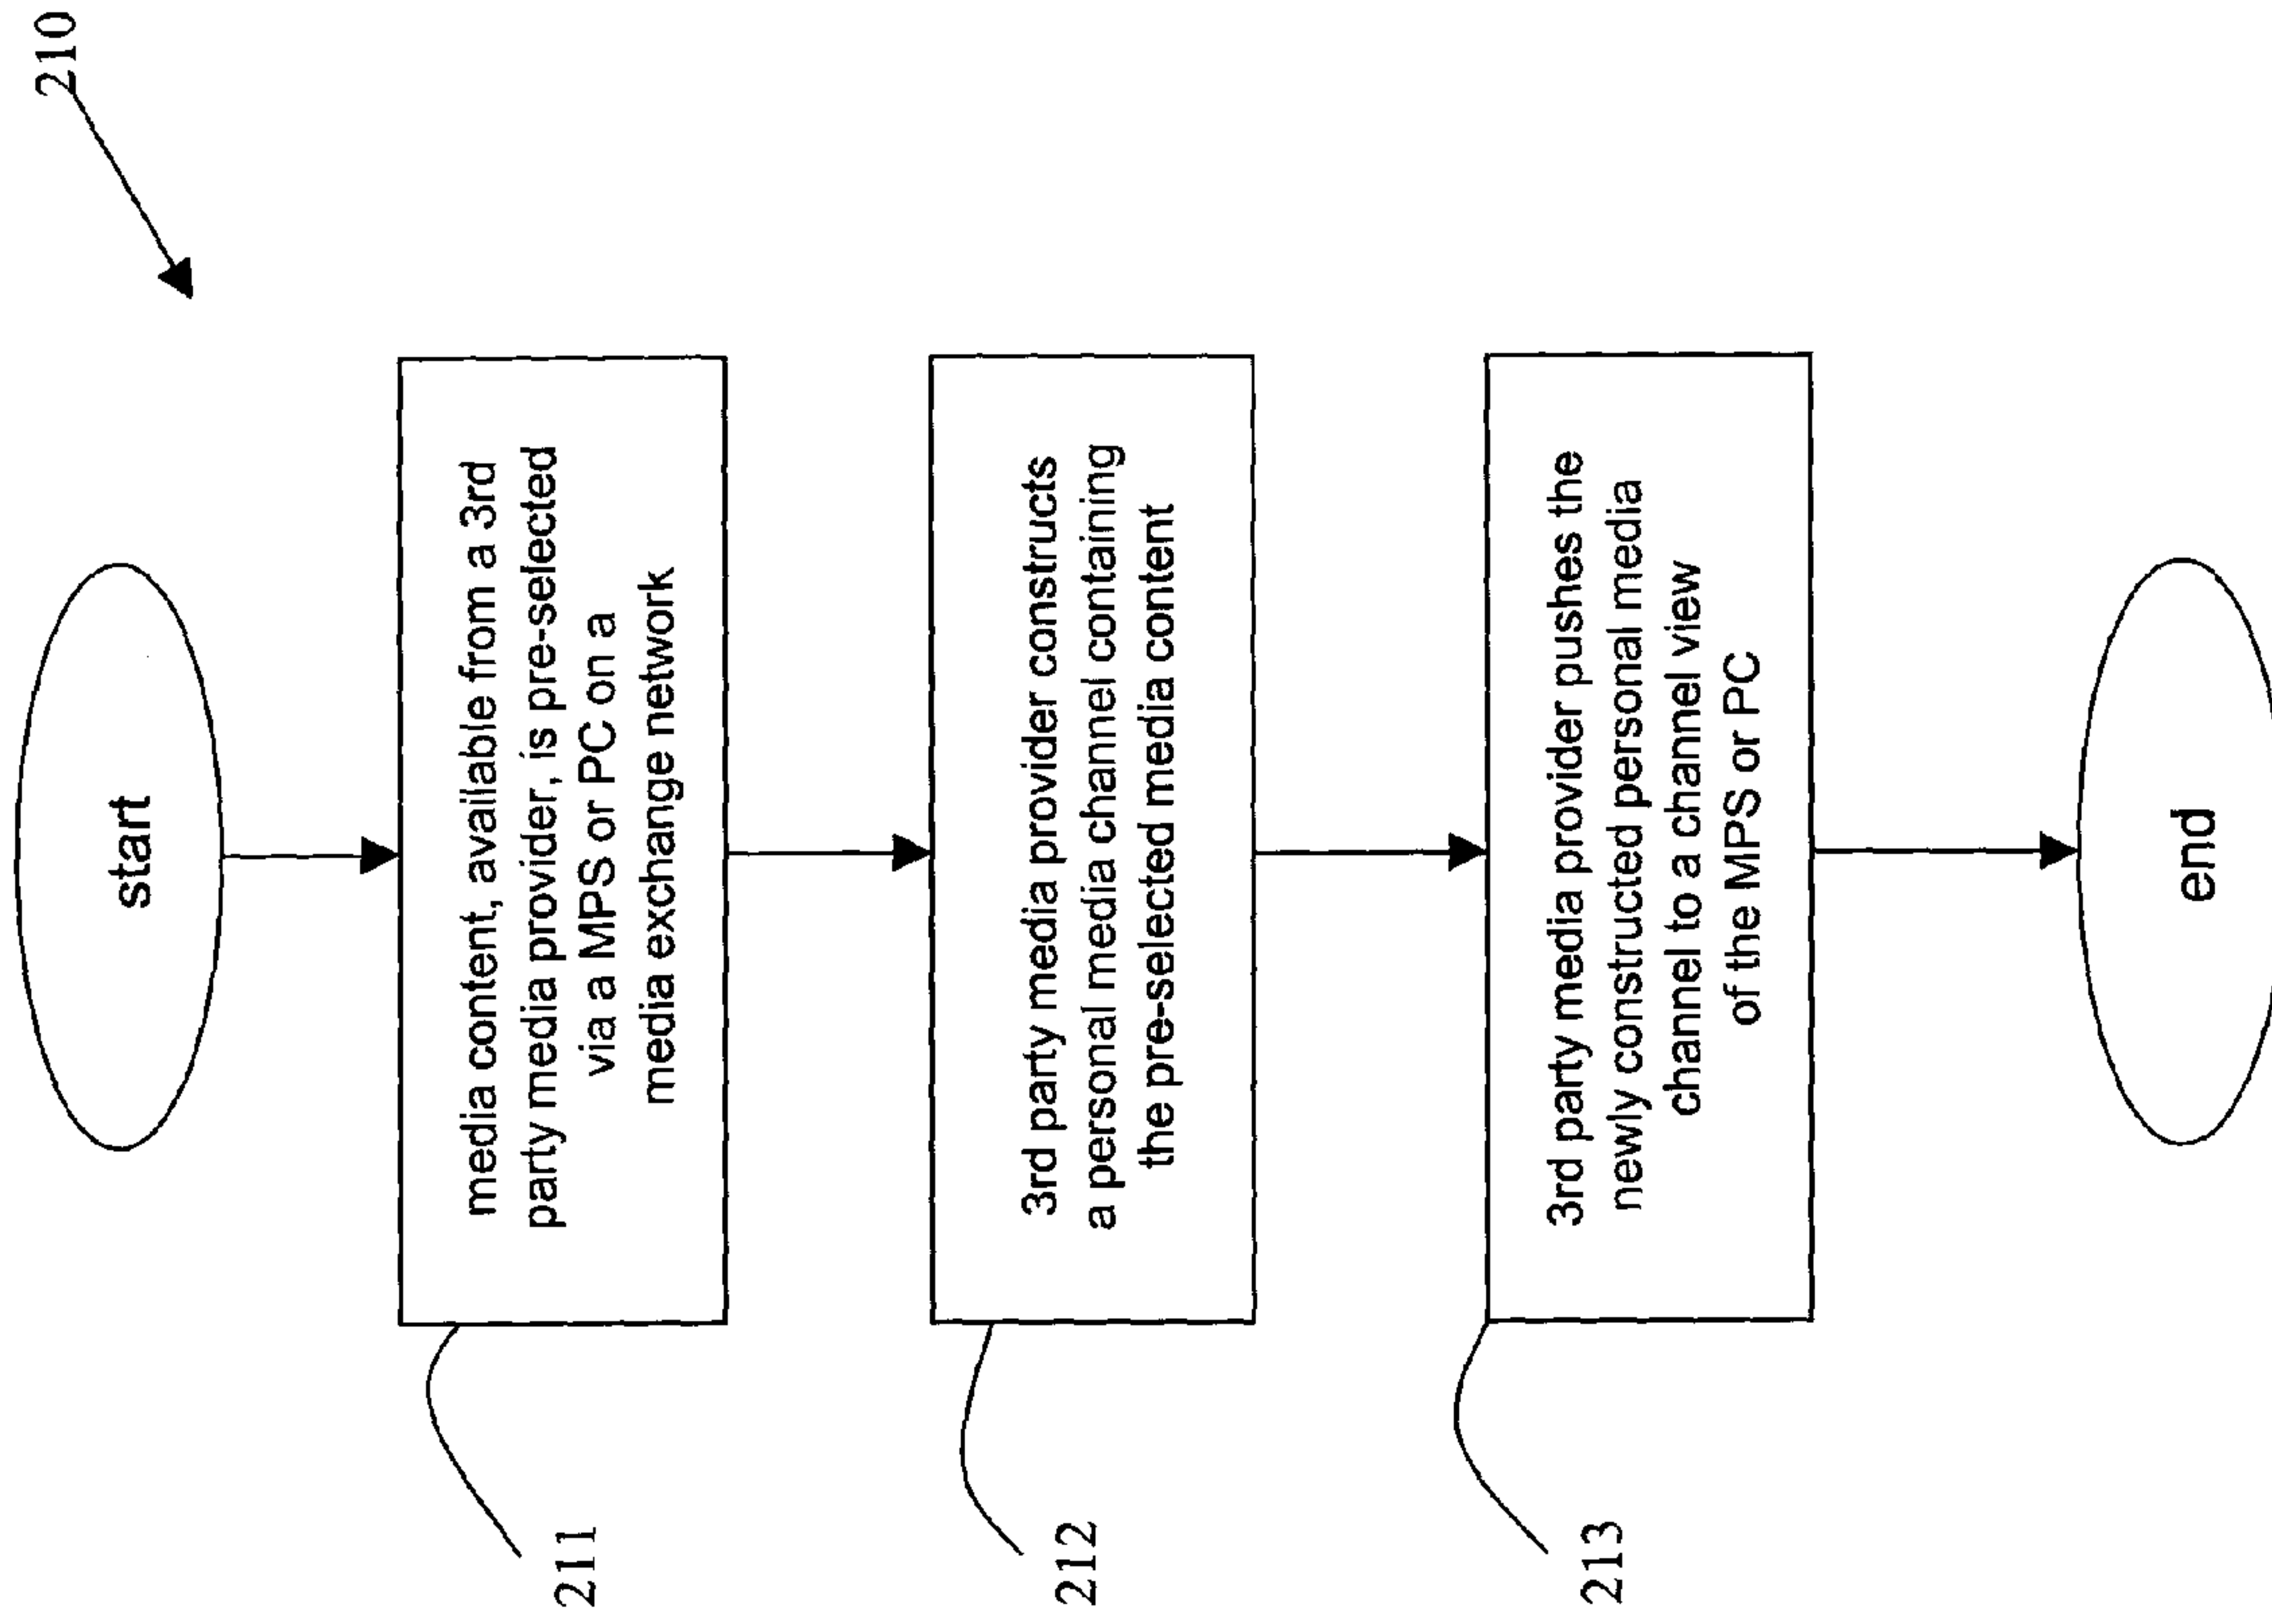 210
start
211
media content, available from a 3rd
party media provider, is pre-selected
via a MPS or PC on a
media exchange network
212
3rd party media provider constructs
a personal media channel containing
the pre-selected media content
213
3rd party media provider pushes the
newly constructed personal media
channel to a channel view
of the MPS or PC
end